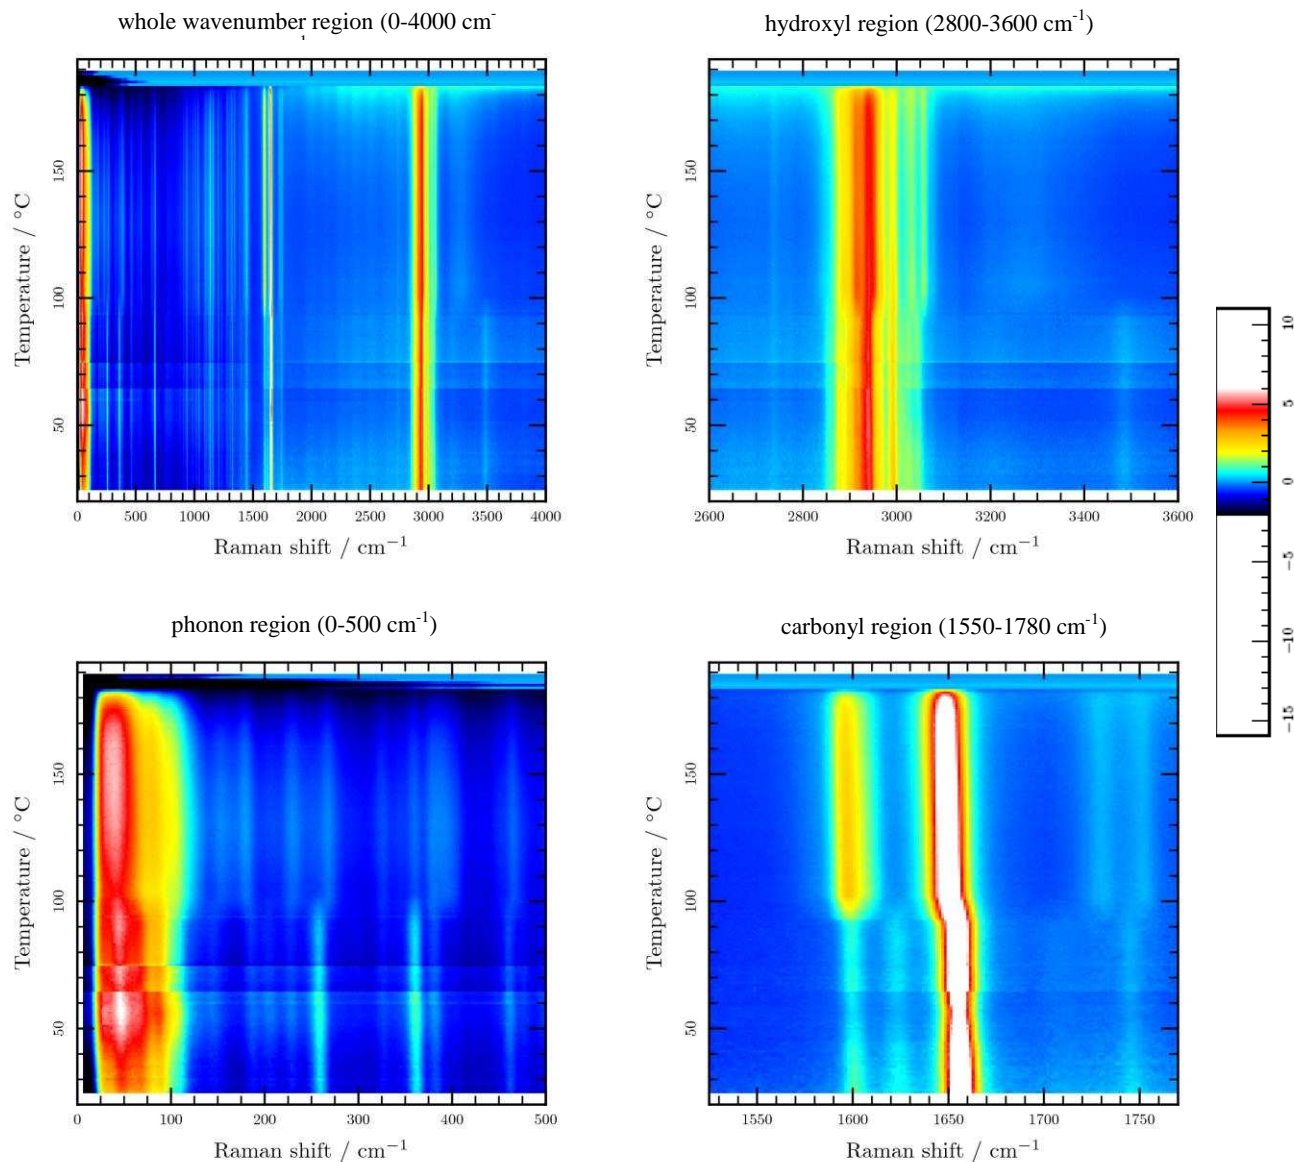 whole wavenumber region (0-4000 cm-
1
hydroxyl region (2800-3600 cm-1)
Temperature / °C
50
100
150
0 500 1000 1500 2000 2500 3000 3500 4000
Raman shift / cm−1
Temperature / °C
50
100
150
2600 2800 3000 3200 3400 3600
Raman shift / cm−1
10
5
0
−5
−10
−15
phonon region (0-500 cm-1)
carbonyl region (1550-1780 cm-1)
Temperature / °C
50
100
150
0 100 200 300 400 500
Raman shift / cm−1
Temperature / °C
50
100
150
1550 1600 1650 1700 1750
Raman shift / cm−1